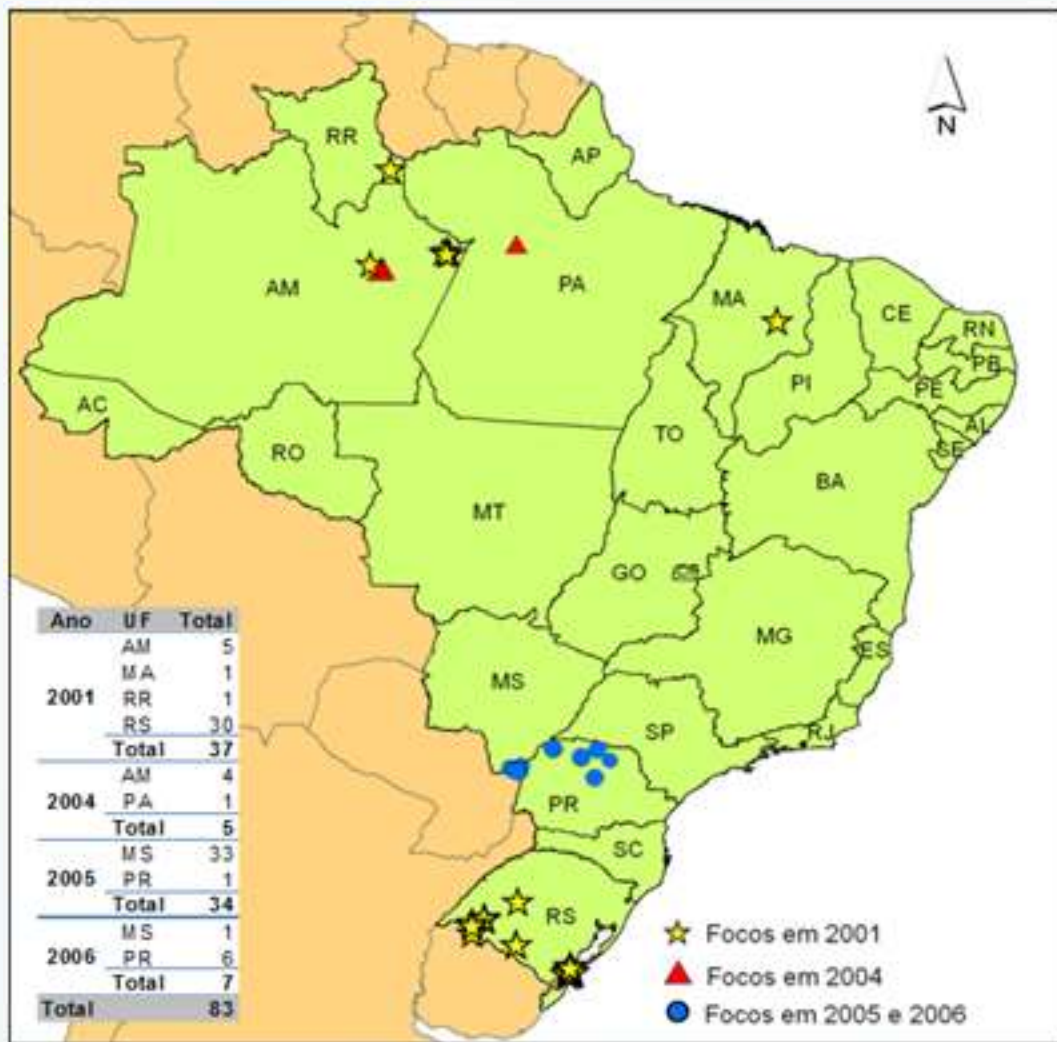 N
RR
AP
AM
PA
MA
CE
RN
PB
PE
PI
AL
SE
AC
RO
TO
BA
MT
GO
MG
ES
MS
SP
RJ
PR
SC
RS
Ano UF Total
AM 5
MA 1
2001
RR 1
RS 30
Total 37
AM 4
2004
PA 1
Total 5
MS 33
2005
PR 1
Total 34
MS 1
2006
PR 6
Total 7
Total 83
Focos em 2001
Focos em 2004
Focos em 2005 e 2006